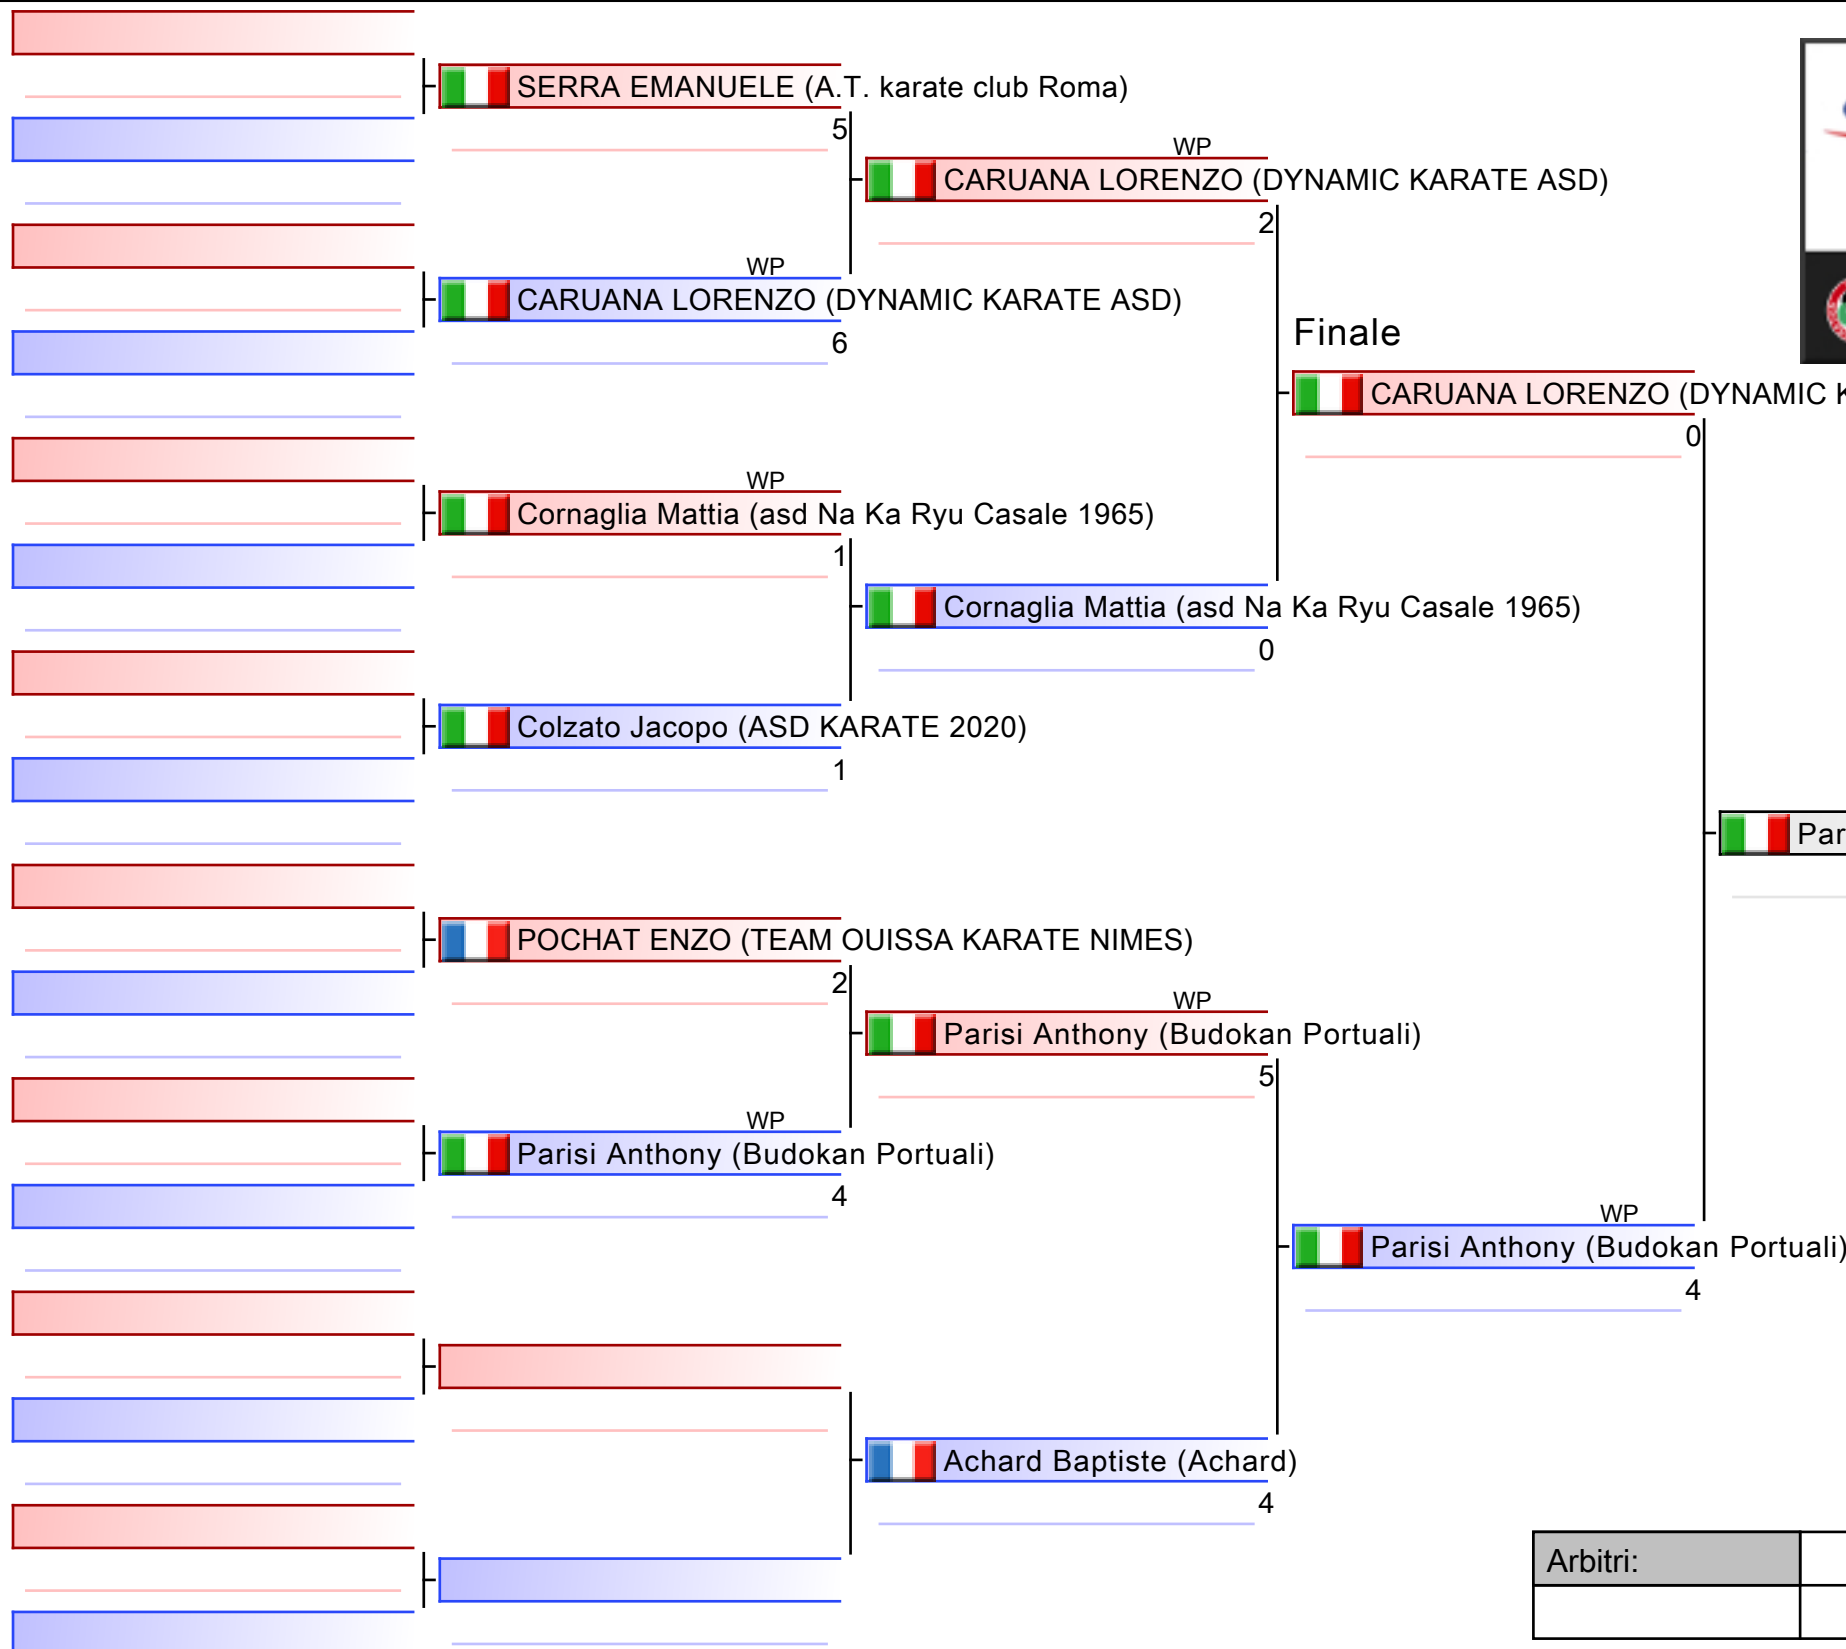 SERRA EMANUELE (A.T. karate club Roma)
5
WP
CARUANA LORENZO (DYNAMIC KARATE ASD)
6
WP
Cornaglia Mattia (asd Na Ka Ryu Casale 1965)
1
Colzato Jacopo (ASD KARATE 2020)
1
POCHAT ENZO (TEAM OUISSA KARATE NIMES)
2
WP
Parisi Anthony (Budokan Portuali)
4
WP
CARUANA LORENZO (DYNAMIC KARATE ASD)
2
Cornaglia Mattia (asd Na Ka Ryu Casale 1965)
0
WP
Parisi Anthony (Budokan Portuali)
5
Achard Baptiste (Achard)
4
Finale
CARUANA LORENZO (DYNAMIC K
0
WP
Parisi Anthony (Budokan Portuali)
4
Par
Arbitri: